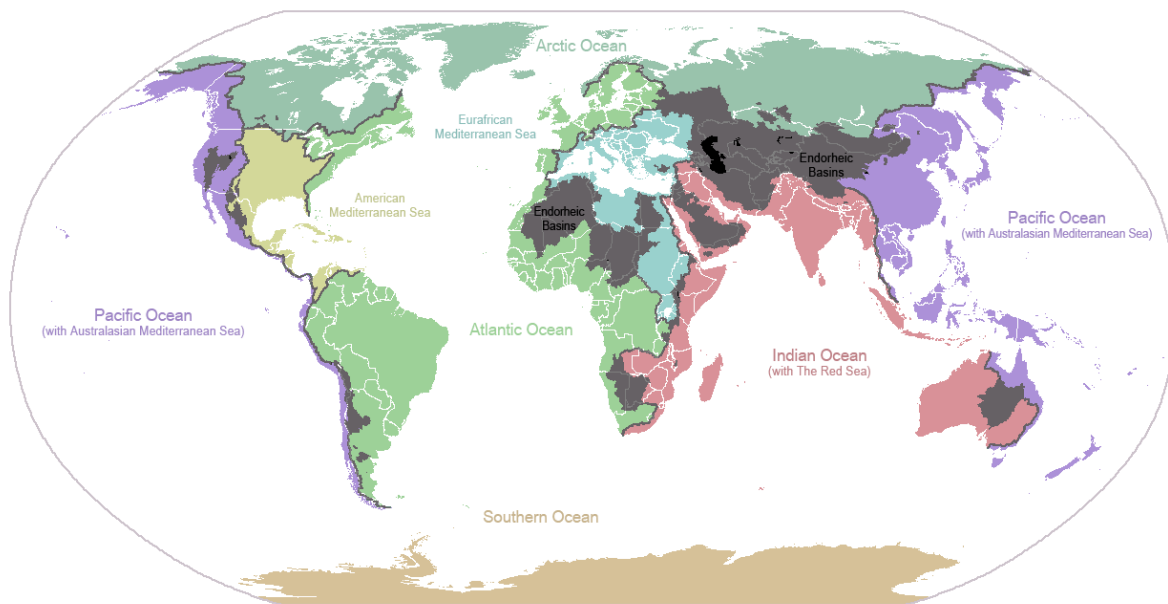 Arctic Ocean
Eurafrican
Mediterranean Sea
Endorheic
Basins
American
Mediterranean Sea
Endorheic
Basins
Pacific Ocean
(with Australasian Mediterranean Sea)
Pacific Ocean
(with Australasian Mediterranean Sea)
Atlantic Ocean
Indian Ocean
(with The Red Sea)
Southern Ocean